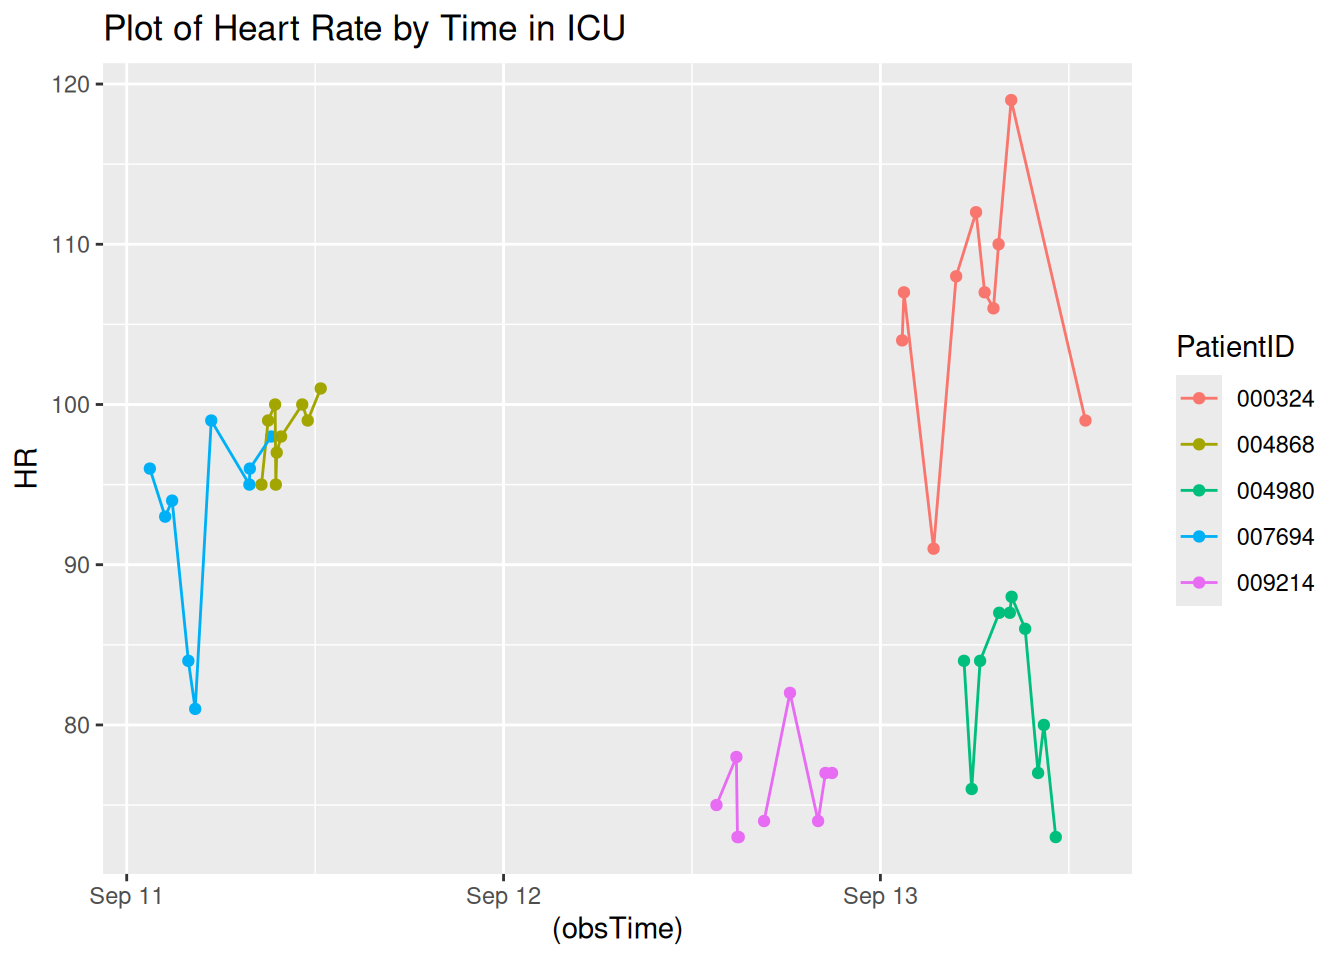 Plot of Heart Rate by Time in ICU
120
110
100
90
80
HR
Sep 11
Sep 12
Sep 13
(obsTime)
PatientID
000324
004868
004980
007694
009214